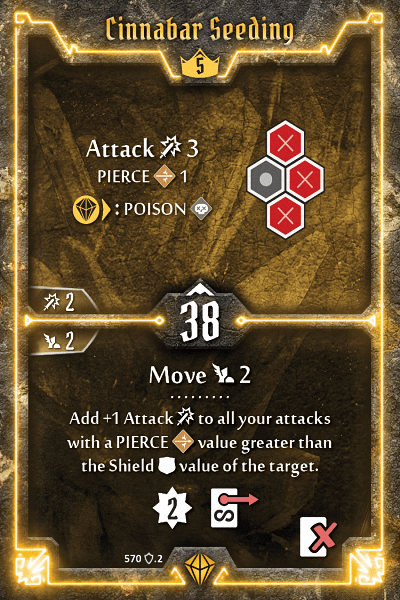 Cinnabar Seeding
5
Attack 3
PIERCE 1
: POISON
2
38
2
Move 2
Add +1 Attack to all your attacks
with a PIERCE value greater than
the Shield value of the target.
2 S
570 .2